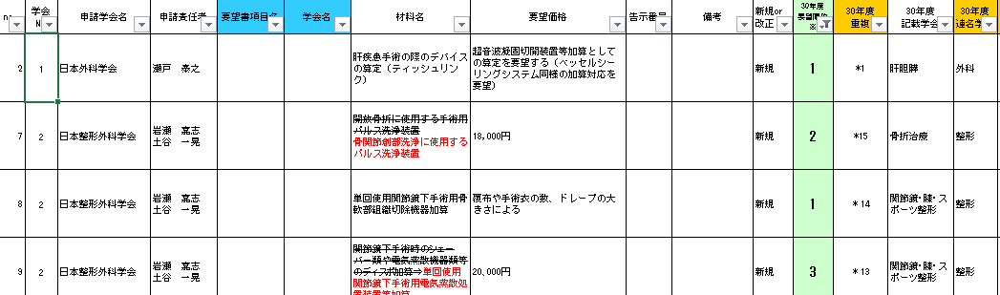 no
学会
N
申請学会名
申請責任者
要望書項目名
学会名
材料名
要望価格
告示番号
備考
新規or
改正
30年度
要望順位
※
30年度
重複
30年度
記載学会
30年度
連名学
2
1
日本外科学会
瀬戸 泰之
肝疾患手術の際のデバイス
の算定(ティッシュリン
ク)
超音波凝固切開装置等加算として
の算定を要望する(ベッセルシー
リングシステム同様の加算対応を
要望)
新規
1
*1
肝胆膵
外科
7
2
日本整形外科学会
岩瀬 嘉志
土谷 一晃
開放骨折に使用する手術用
パルス洗浄装置
骨関節創部洗浄に使用する
パルス洗浄装置
18,000円
新規
2
*15
骨折治療
整形
8
2
日本整形外科学会
岩瀬 嘉志
土谷 一晃
単回使用関節鏡下手術用骨
軟部組織切除機器加算
覆布や手術衣の数、ドレープの大
きさによる
新規
1
*14
関節鏡・膝・ス
ポーツ整形
整形
9
2
日本整形外科学会
岩瀬 嘉志
土谷 一晃
関節鏡下手術時のシェー
バー類や電気蒸散機器類等
のディスポ加算⇒単回使用
関節鏡下手術用電気蒸散処
置装置等加算
20,000円
新規
3
*13
関節鏡・膝・ス
ポーツ整形
整形